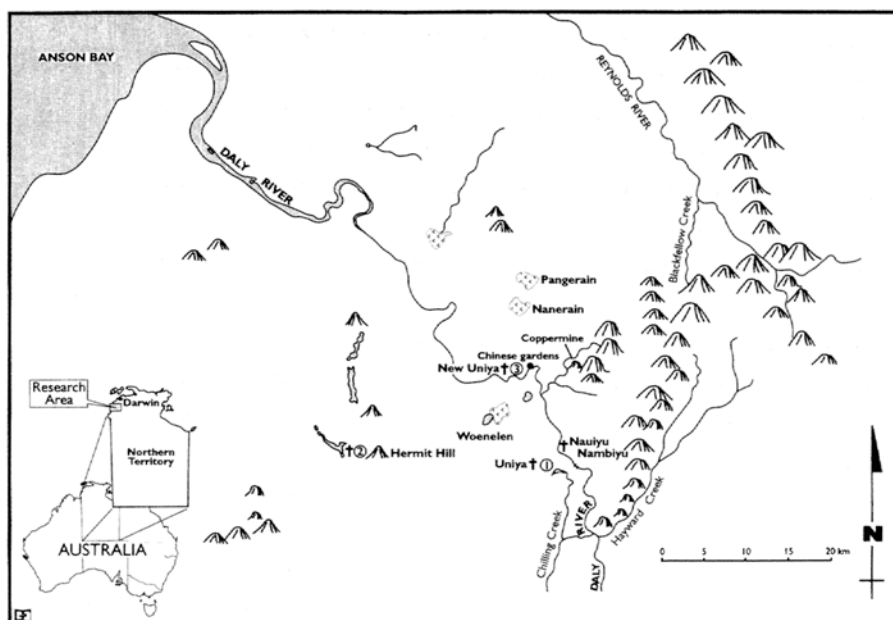 ANSON BAY
DALY
RIVER
REYNOLDS RIVER
Blackfellow Creek
Pangerain
Nanerain
Coppermine
Chinese gardens
New Uniya ✝ ③
Woenelen
✝ ② Hermit Hill
✝ Nauiyu
Nambiyu
Uniya ✝ ①
Chilling Creek
RIVER
DALY
Hayward Creek
Research
Area
Darwin
Northern
Territory
AUSTRALIA
N
0 5 10 15 20 km